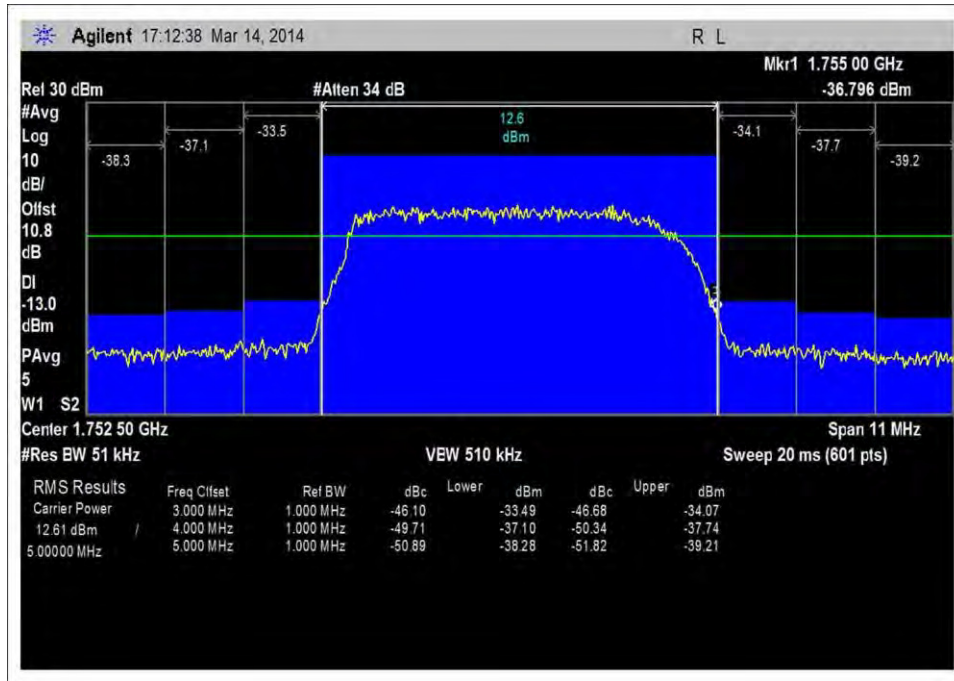 Agilent 17:12:38 Mar 14, 2014 R L
Mkr1 1.755 00 GHz
Ref 30 dBm #Atten 34 dB -36.796 dBm
#Avg
Log
10
dB/
Offst
10.8
dB
DI
-13.0
dBm
PAvg
5
W1 S2
-38.3 -37.1 -33.5 12.6 dBm -34.1 -37.7 -39.2
Center 1.752 50 GHz Span 11 MHz
#Res BW 51 kHz VBW 510 kHz Sweep 20 ms (601 pts)
RMS Results Freq Offset Ref BW dBc Lower dBm dBc Upper dBm
Carrier Power 3.000 MHz 1.000 MHz -46.10 -33.49 -46.68 -34.07
12.61 dBm / 4.000 MHz 1.000 MHz -49.71 -37.10 -50.34 -37.74
5.00000 MHz 5.000 MHz 1.000 MHz -50.89 -38.28 -51.82 -39.21